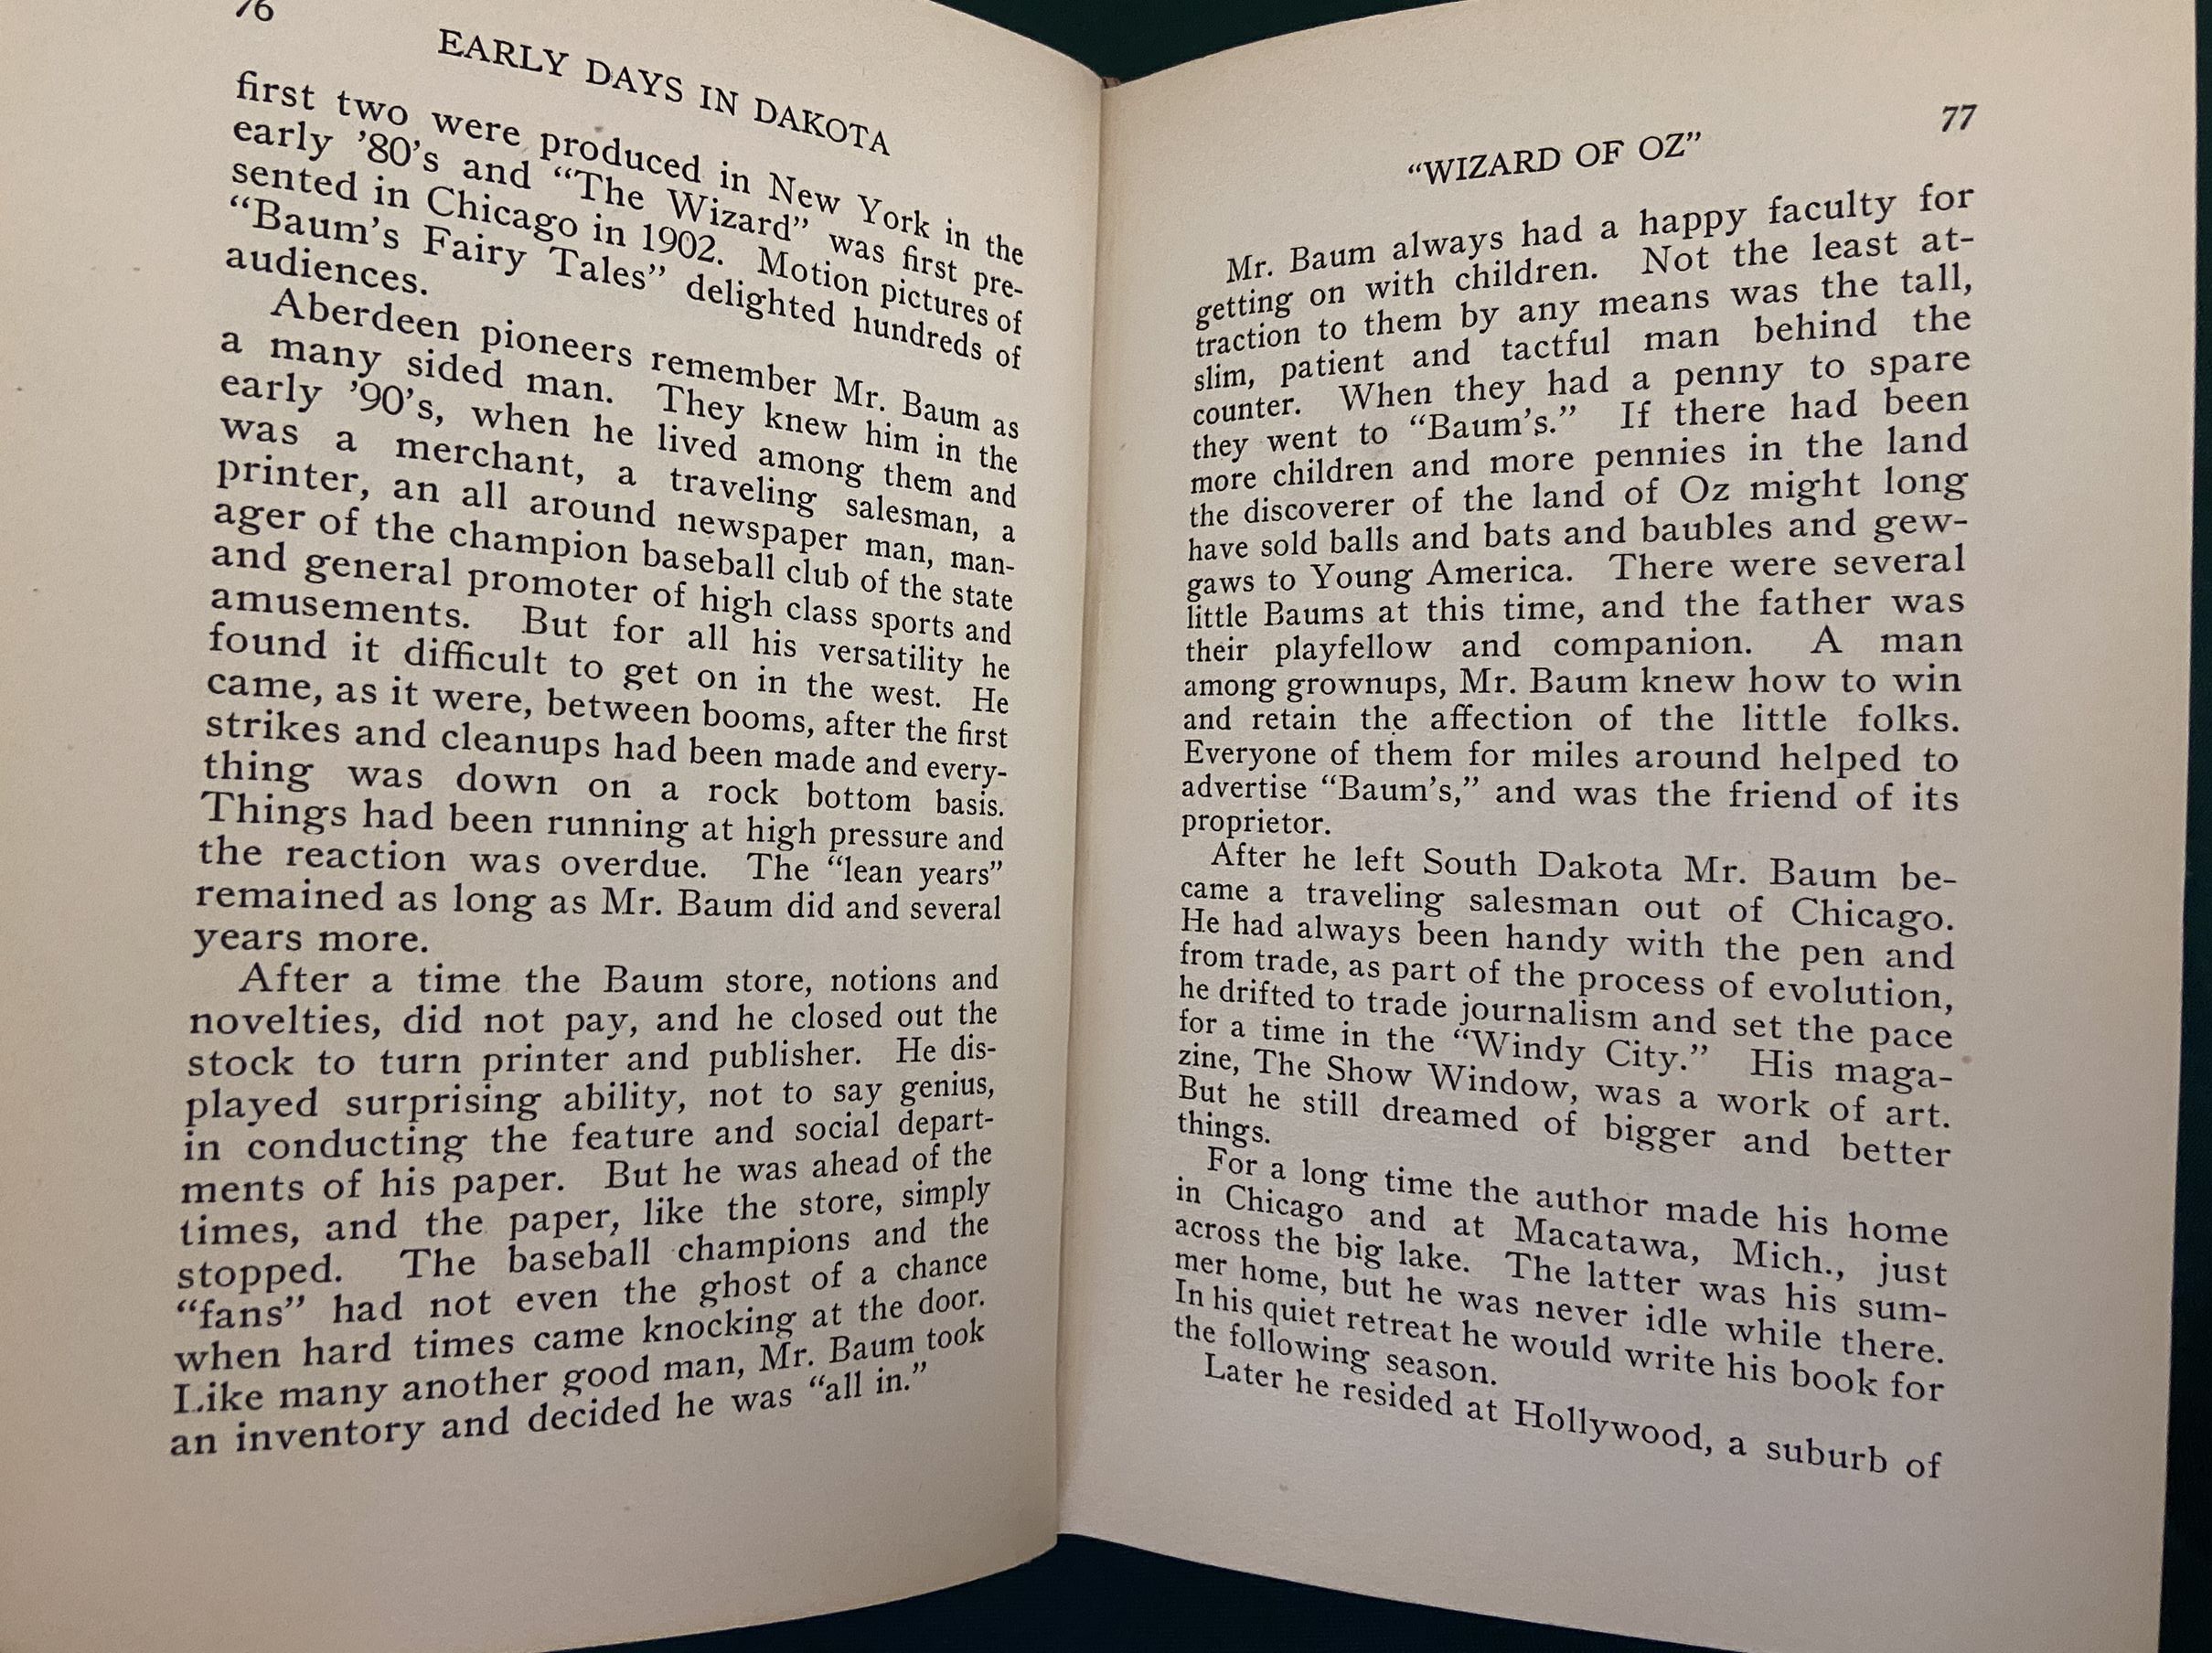 76
EARLY DAYS IN DAKOTA
first two were produced in New York in the
early '80's and “The Wizard” was first pre-
sented in Chicago in 1902. Motion pictures of
“Baum's Fairy Tales” delighted hundreds of
audiences.
Aberdeen pioneers remember Mr. Baum as
a many sided man. They knew him in the
early '90's, when he lived among them and
was a merchant, a traveling salesman, a
printer, an all around newspaper man, man-
ager of the champion baseball club of the state
and general promoter of high class sports and
amusements. But for all his versatility he
found it difficult to get on in the west. He
came, as it were, between booms, after the first
strikes and cleanups had been made and every-
thing was down on a rock bottom basis.
Things had been running at high pressure and
the reaction was overdue. The “lean years”
remained as long as Mr. Baum did and several
years more.
After a time the Baum store, notions and
novelties, did not pay, and he closed out the
stock to turn printer and publisher. He dis-
played surprising ability, not to say genius,
in conducting the feature and social depart-
ments of his paper. But he was ahead of the
times, and the paper, like the store, simply
stopped. The baseball champions and the
“fans” had not even the ghost of a chance
when hard times came knocking at the door.
Like many another good man, Mr. Baum took
an inventory and decided he was “all in.”
77
“WIZARD OF OZ”
Mr. Baum always had a happy faculty for
getting on with children. Not the least at-
traction to them by any means was the tall,
slim, patient and tactful man behind the
counter. When they had a penny to spare
they went to “Baum's.” If there had been
more children and more pennies in the land
the discoverer of the land of Oz might long
have sold balls and bats and baubles and gew-
gaws to Young America. There were several
little Baums at this time, and the father was
their playfellow and companion. A man
among grownups, Mr. Baum knew how to win
and retain the affection of the little folks.
Everyone of them for miles around helped to
advertise “Baum's,” and was the friend of its
proprietor.
After he left South Dakota Mr. Baum be-
came a traveling salesman out of Chicago.
He had always been handy with the pen and
from trade, as part of the process of evolution,
he drifted to trade journalism and set the pace
for a time in the “Windy City.” His maga-
zine, The Show Window, was a work of art.
But he still dreamed of bigger and better
things.
For a long time the author made his home
in Chicago and at Macatawa, Mich., just
across the big lake. The latter was his sum-
mer home, but he was never idle while there.
In his quiet retreat he would write his book for
the following season.
Later he resided at Hollywood, a suburb of